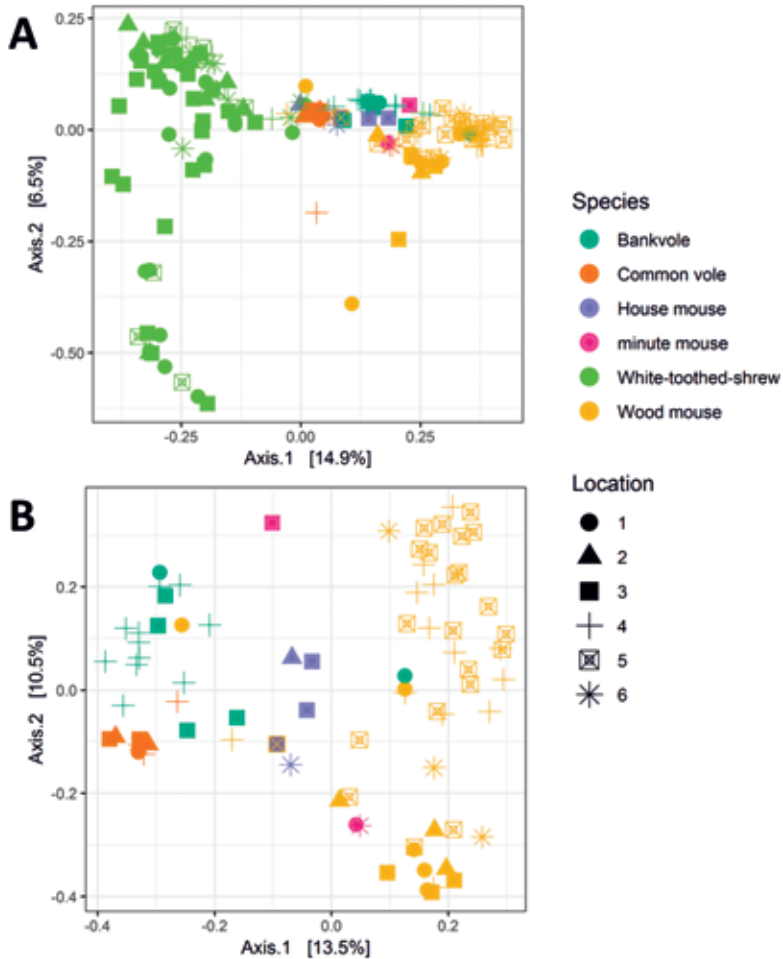 A
0.25
0.00
-0.25
-0.50
Axis.2 [6.5%]
-0.25
0.00
0.25
Axis.1 [14.9%]
B
0.2
0.0
-0.2
-0.4
Axis.2 [10.5%]
-0.4
-0.2
0.0
0.2
Axis.1 [13.5%]
Species
Bankvole
Common vole
House mouse
minute mouse
White-toothed-shrew
Wood mouse
Location
1
2
3
4
5
6